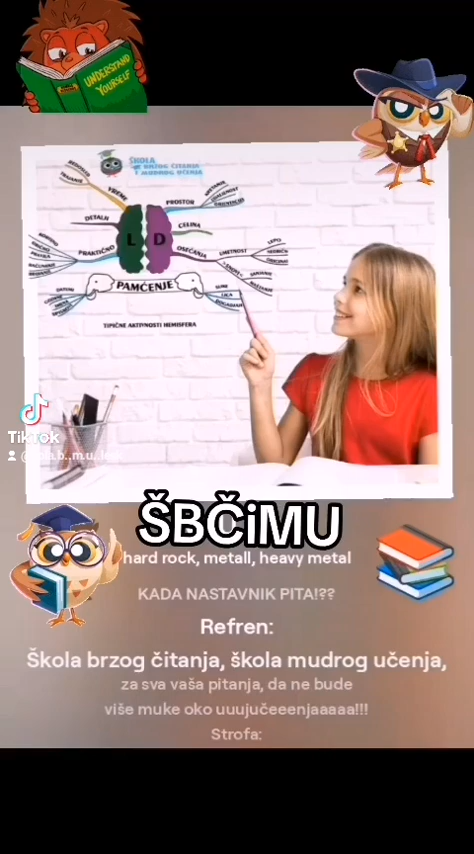 UNDERSTAND
YOURSELF
ŠKOLA
BRZOG ČITANJA
I MUDROG UČENJA
VREME
PROSTOR
DETALJI
CELINA
L D
PRAKTIČNO
OSEĆANJA
UMETNOST
PAMĆENJE
LICA
TIPIČNE AKTIVNOSTI HEMISFERA
TikTok
ŠBČiMU
hard rock, metall, heavy metal
KADA NASTAVNIK PITA!??
Refren:
Škola brzog čitanja, škola mudrog učenja,
za sva vaša pitanja, da ne bude
više muke oko uuujučeeenjaaaaa!!!
Strofa: